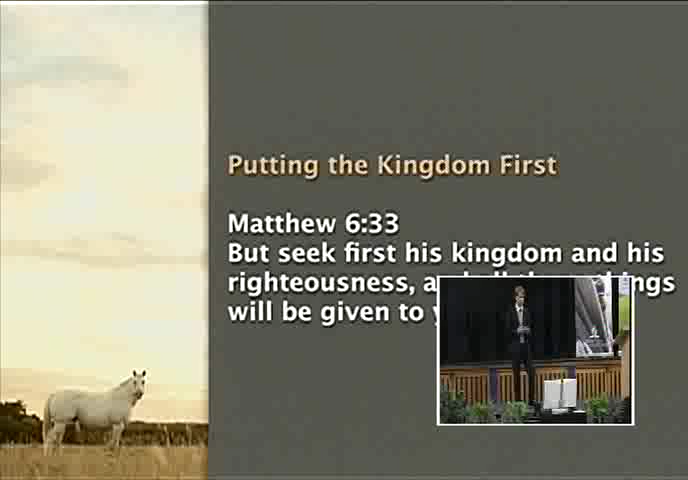 Putting the Kingdom First
Matthew 6:33
But seek first his kingdom and his
righteousness,
will be given to